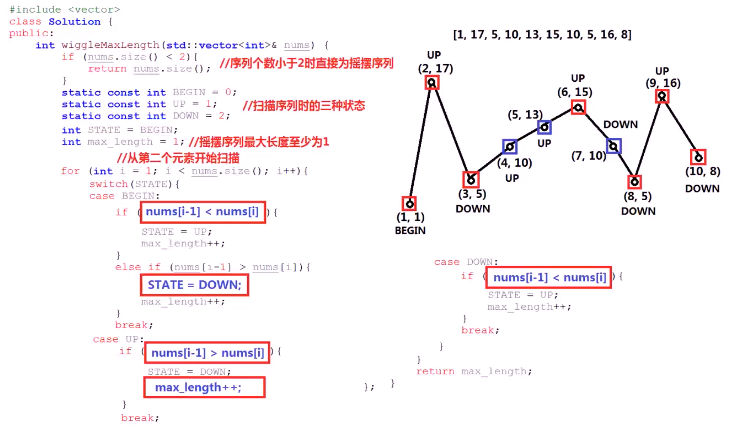 #include <vector>
class Solution {
public:
int wiggleMaxLength(std::vector<int>& nums) {
if (nums.size() < 2){
return nums.size(); //序列个数小于2时直接为摇摆序列
}
static const int BEGIN = 0;
static const int UP = 1; //扫描序列时的三种状态
static const int DOWN = 2;
int STATE = BEGIN;
int max_length = 1; //摇摆序列最大长度至少为1
//从第二个元素开始扫描
for (int i = 1; i < nums.size(); i++){
switch(STATE){
case BEGIN:
if ( nums[i-1] < nums[i] ){
STATE = UP;
max_length++;
}
else if (nums[i-1] > nums[i]){
STATE = DOWN;
max_length++;
}
break;
case UP:
if ( nums[i-1] > nums[i] ){
STATE = DOWN;
max_length++;
}
break;
case DOWN:
if ( nums[i-1] < nums[i] ){
STATE = UP;
max_length++;
}
break;
}
}
return max_length;
}
};
[1, 17, 5, 10, 13, 15, 10, 5, 16, 8]
UP
(2, 17)
UP
(6, 15)
UP
(9, 16)
(5, 13)
UP
DOWN
(7, 10)
(4, 10)
UP
(3, 5)
DOWN
(8, 5)
DOWN
(10, 8)
DOWN
(1, 1)
BEGIN